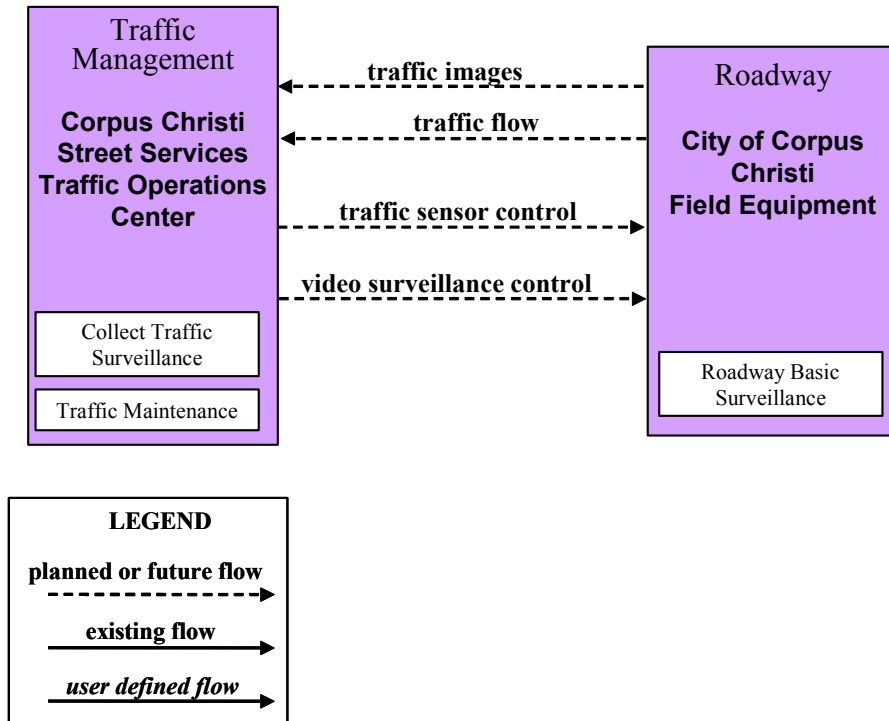 Traffic
Management
Corpus Christi
Street Services
Traffic Operations
Center
Collect Traffic
Surveillance
Traffic Maintenance
traffic images
traffic flow
traffic sensor control
video surveillance control
Roadway
City of Corpus
Christi
Field Equipment
Roadway Basic
Surveillance
LEGEND
planned or future flow
existing flow
user defined flow